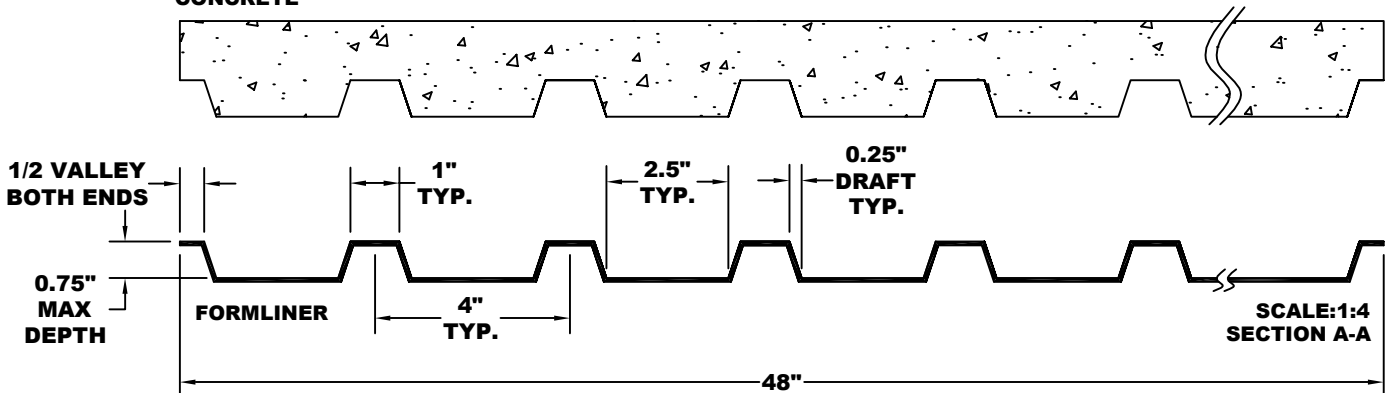 CONCRETE
1/2 VALLEY
BOTH ENDS
1"
TYP.
2.5"
TYP.
0.25"
DRAFT
TYP.
0.75"
MAX
DEPTH
FORMLINER
4"
TYP.
SCALE:1:4
SECTION A-A
48"